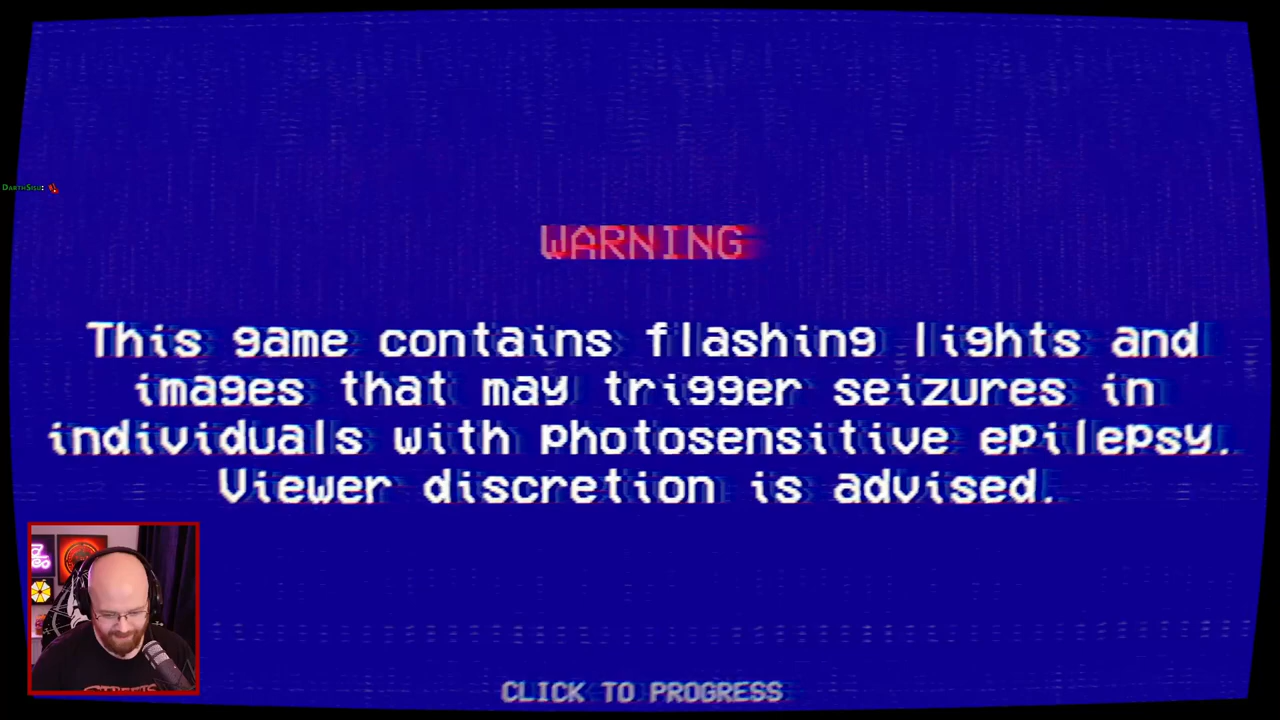 DarthSisu:
WARNING
This game contains flashing lights and
images that may trigger seizures in
individuals with photosensitive epilepsy.
Viewer discretion is advised.
CLICK TO PROGRESS